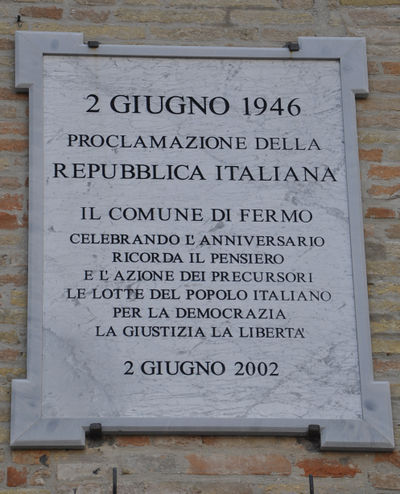 2 GIUGNO 1946
PROCLAMAZIONE DELLA
REPUBBLICA ITALIANA
IL COMUNE DI FERMO
CELEBRANDO L'ANNIVERSARIO
RICORDA IL PENSIERO
E L'AZIONE DEI PRECURSORI
LE LOTTE DEL POPOLO ITALIANO
PER LA DEMOCRAZIA
LA GIUSTIZIA LA LIBERTA'
2 GIUGNO 2002